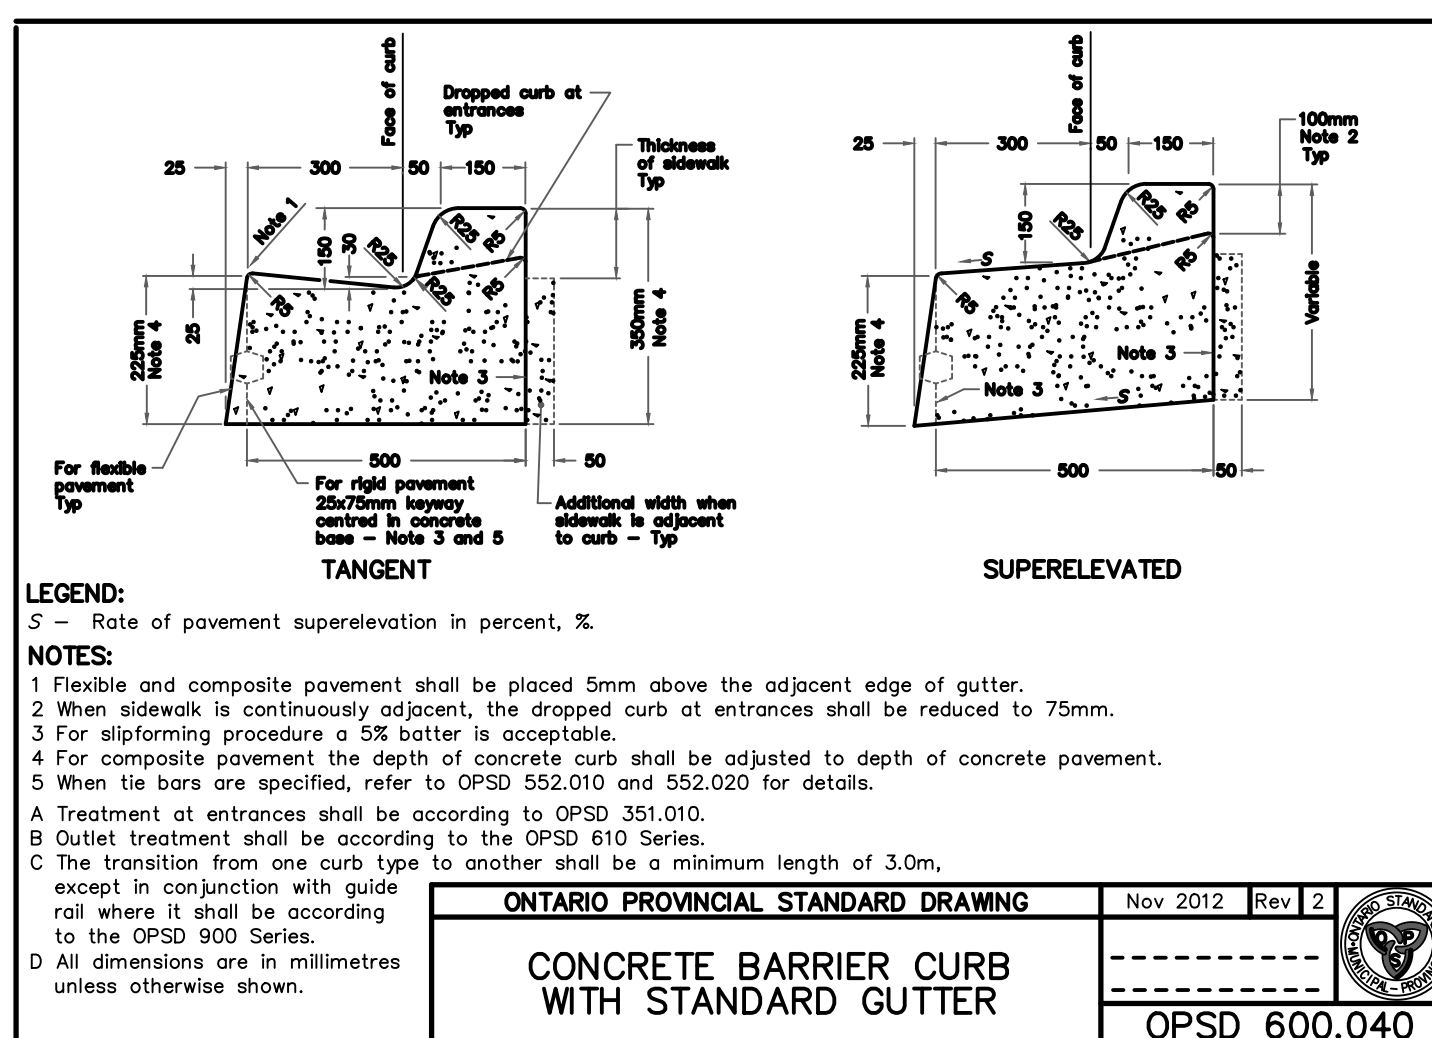 Face of curb
Dropped curb at
entrances
Typ
Thickness
of sidewalk
Typ
25
300
50
150
Note 1
150
30
R25
R25
R5
R25
R5
R5
25
225mm
Note 4
350mm
Note 4
Note 3
500
50
For flexible
pavement
Typ
For rigid pavement
25x75mm keyway
centred in concrete
base – Note 3 and 5
Additional width when
sidewalk is adjacent
to curb – Typ
TANGENT
Face of curb
100mm
Note 2
Typ
25
300
50
150
150
R25
R25
R5
R5
S
R5
Variable
225mm
Note 4
Note 3
Note 3
S
500
50
SUPERELEVATED
LEGEND:
S – Rate of pavement superelevation in percent, %.
NOTES:
1 Flexible and composite pavement shall be placed 5mm above the adjacent edge of gutter.
2 When sidewalk is continuously adjacent, the dropped curb at entrances shall be reduced to 75mm.
3 For slipforming procedure a 5% batter is acceptable.
4 For composite pavement the depth of concrete curb shall be adjusted to depth of concrete pavement.
5 When tie bars are specified, refer to OPSD 552.010 and 552.020 for details.
A Treatment at entrances shall be according to OPSD 351.010.
B Outlet treatment shall be according to the OPSD 610 Series.
C The transition from one curb type to another shall be a minimum length of 3.0m,
except in conjunction with guide
rail where it shall be according
to the OPSD 900 Series.
D All dimensions are in millimetres
unless otherwise shown.
ONTARIO PROVINCIAL STANDARD DRAWING
Nov 2012 Rev 2
CONCRETE BARRIER CURB
WITH STANDARD GUTTER
OPS
OPSD 600.040